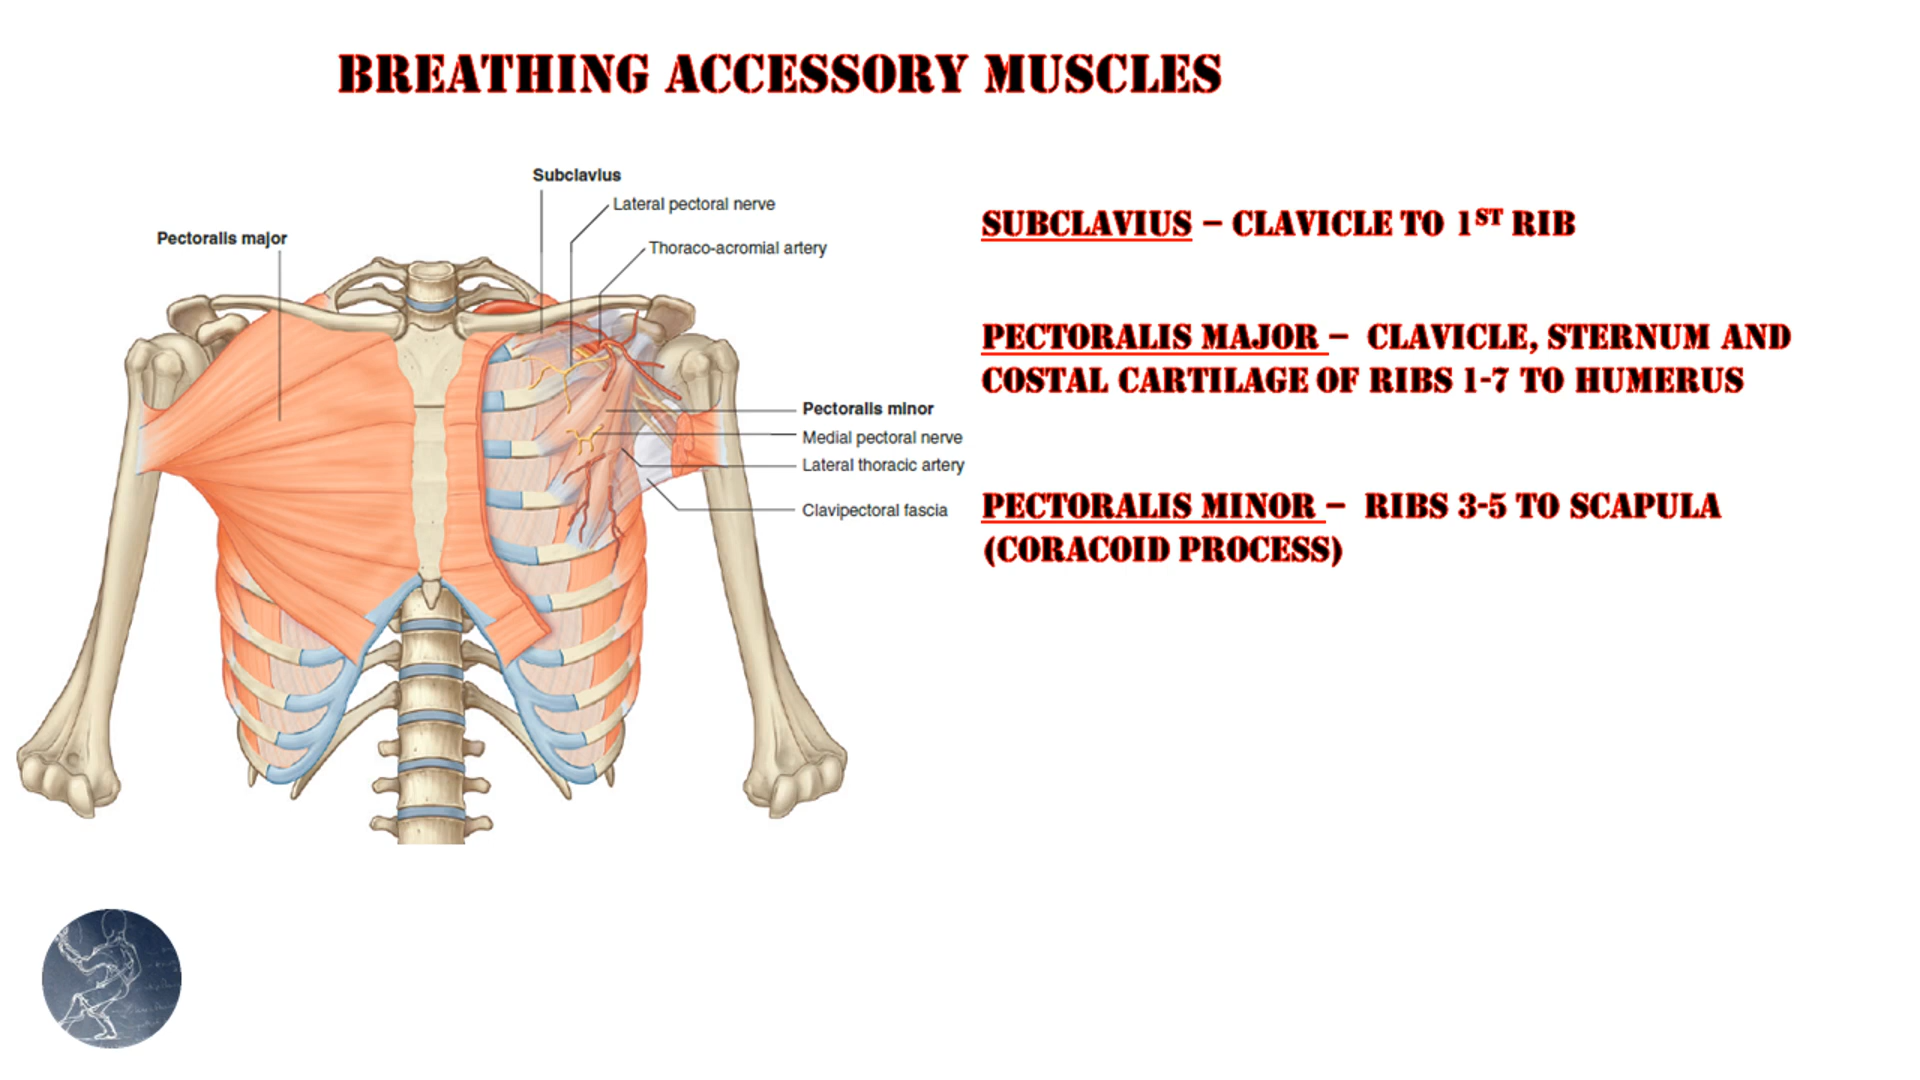 BREATHING ACCESSORY MUSCLES
Subclavius
Lateral pectoral nerve
Pectoralis major
Thoraco-acromial artery
Pectoralis minor
Medial pectoral nerve
Lateral thoracic artery
Clavipectoral fascia
SUBCLAVIUS – CLAVICLE TO 1ST RIB
PECTORALIS MAJOR – CLAVICLE, STERNUM AND
COSTAL CARTILAGE OF RIBS 1-7 TO HUMERUS
PECTORALIS MINOR – RIBS 3-5 TO SCAPULA
(CORACOID PROCESS)